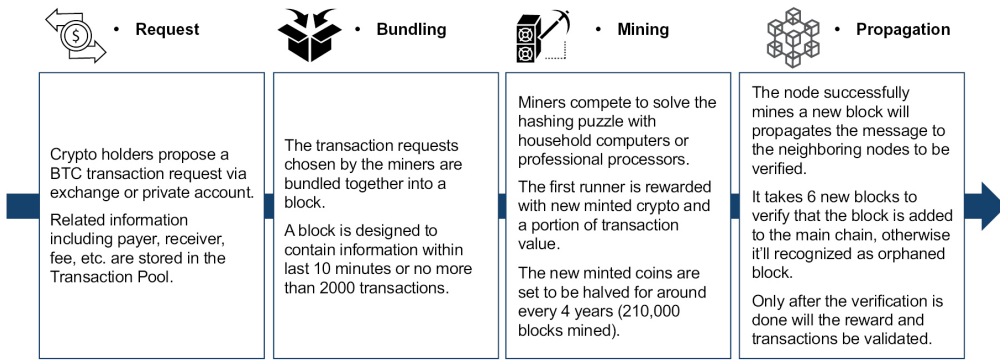 • Request
Crypto holders propose a
BTC transaction request via
exchange or private account.
Related information
including payer, receiver,
fee, etc. are stored in the
Transaction Pool.
• Bundling
The transaction requests
chosen by the miners are
bundled together into a
block.
A block is designed to
contain information within
last 10 minutes or no more
than 2000 transactions.
• Mining
Miners compete to solve the
hashing puzzle with
household computers or
professional processors.
The first runner is rewarded
with new minted crypto and
a portion of transaction
value.
The new minted coins are
set to be halved for around
every 4 years (210,000
blocks mined).
• Propagation
The node successfully
mines a new block will
propagates the message to
the neighboring nodes to be
verified.
It takes 6 new blocks to
verify that the block is added
to the main chain, otherwise
it'll recognized as orphaned
block.
Only after the verification is
done will the reward and
transactions be validated.